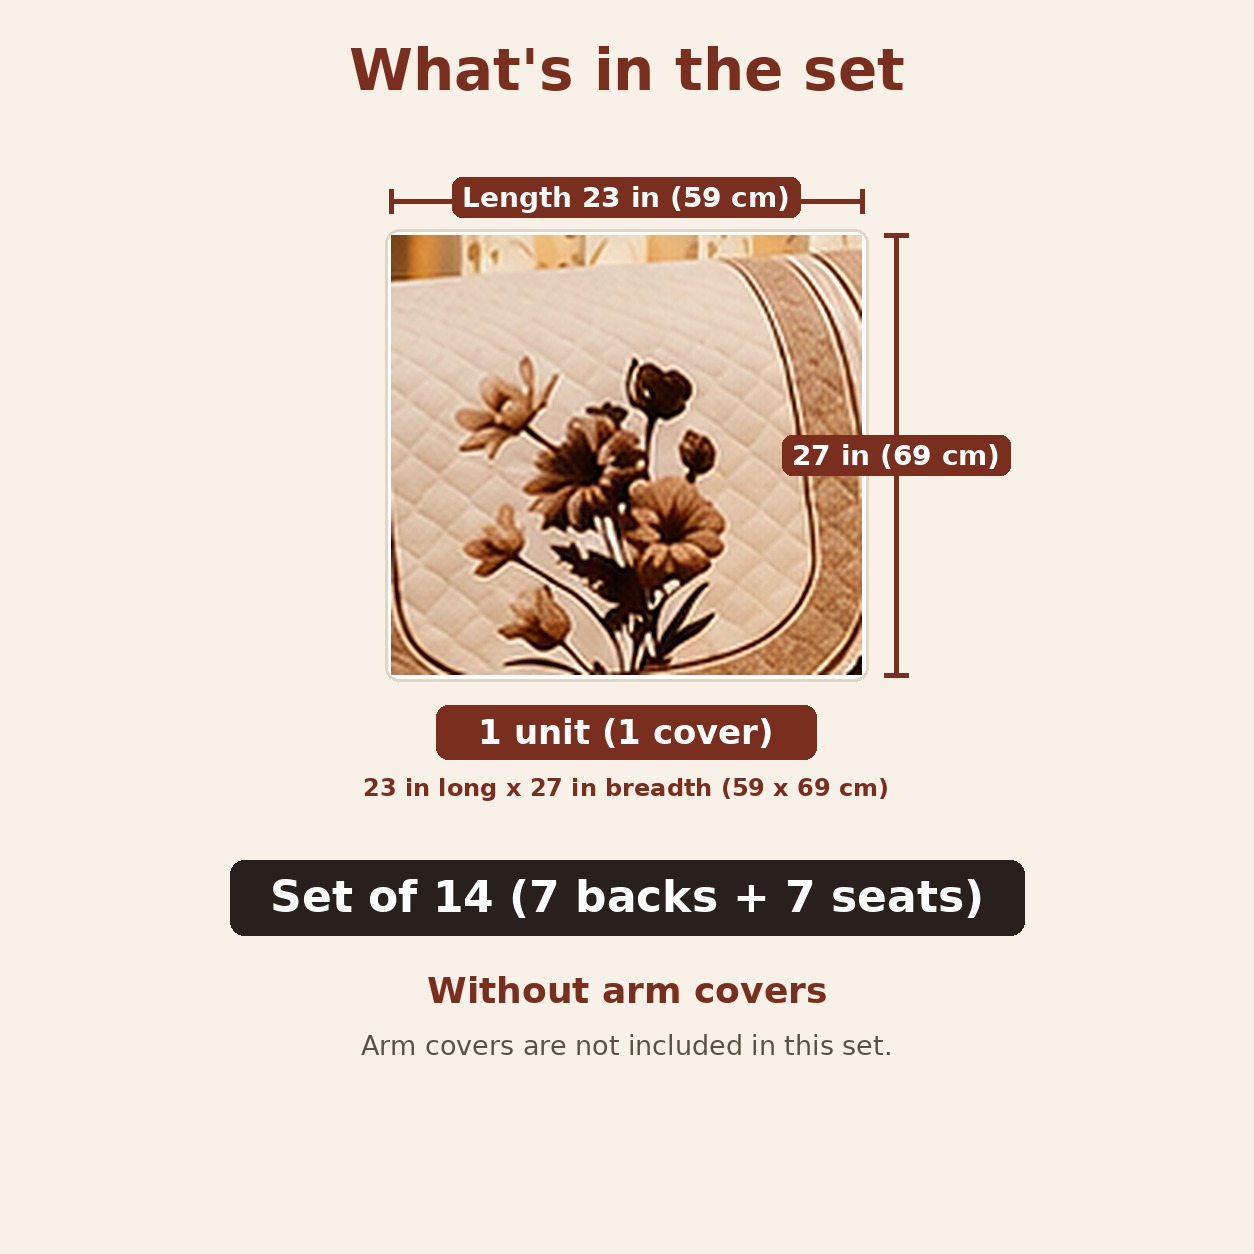 What's in the set
Length 23 in (59 cm)
27 in (69 cm)
1 unit (1 cover)
23 in long x 27 in breadth (59 x 69 cm)
Set of 14 (7 backs + 7 seats)
Without arm covers
Arm covers are not included in this set.